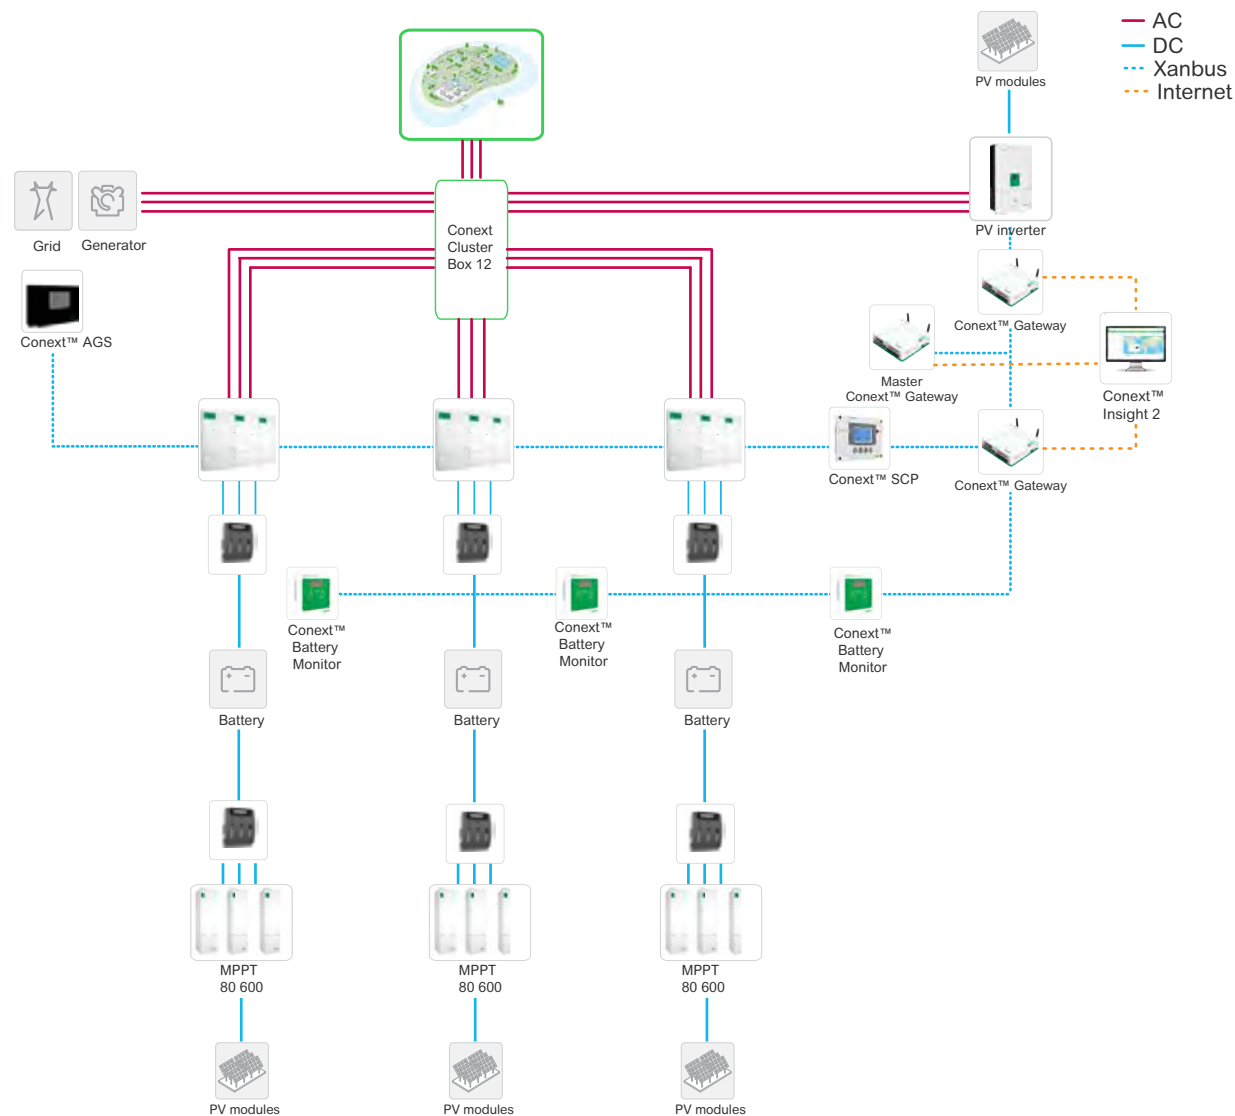 AC
DC
Xanbus
Internet
PV modules
Grid
Generator
Conext
Cluster
Box 12
PV inverter
Conext™ AGS
Conext™ Gateway
Master
Conext™ Gateway
Conext™
Insight 2
Conext™ SCP
Conext™ Gateway
Conext™
Battery
Monitor
Conext™
Battery
Monitor
Conext™
Battery
Monitor
Battery
Battery
Battery
MPPT
80 600
MPPT
80 600
MPPT
80 600
PV modules
PV modules
PV modules